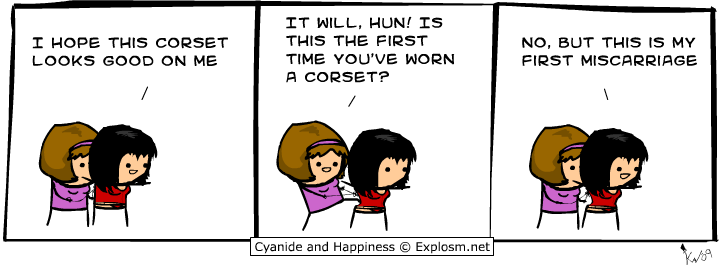 I HOPE THIS CORSET
LOOKS GOOD ON ME
IT WILL, HUN! IS
THIS THE FIRST
TIME YOU'VE WORN
A CORSET?
NO, BUT THIS IS MY
FIRST MISCARRIAGE
Cyanide and Happiness © Explosm.net